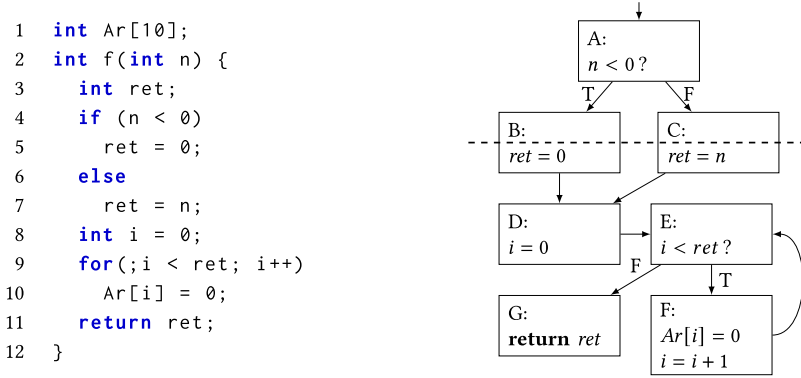 1 int Ar[10];
2 int f(int n) {
3 int ret;
4 if (n < 0)
5 ret = 0;
6 else
7 ret = n;
8 int i = 0;
9 for(;i < ret; i++)
10 Ar[i] = 0;
11 return ret;
12 }
A:
n < 0?
T
F
B:
ret = 0
C:
ret = n
D:
i = 0
E:
i < ret?
F
T
G:
return ret
F:
Ar[i] = 0
i = i + 1